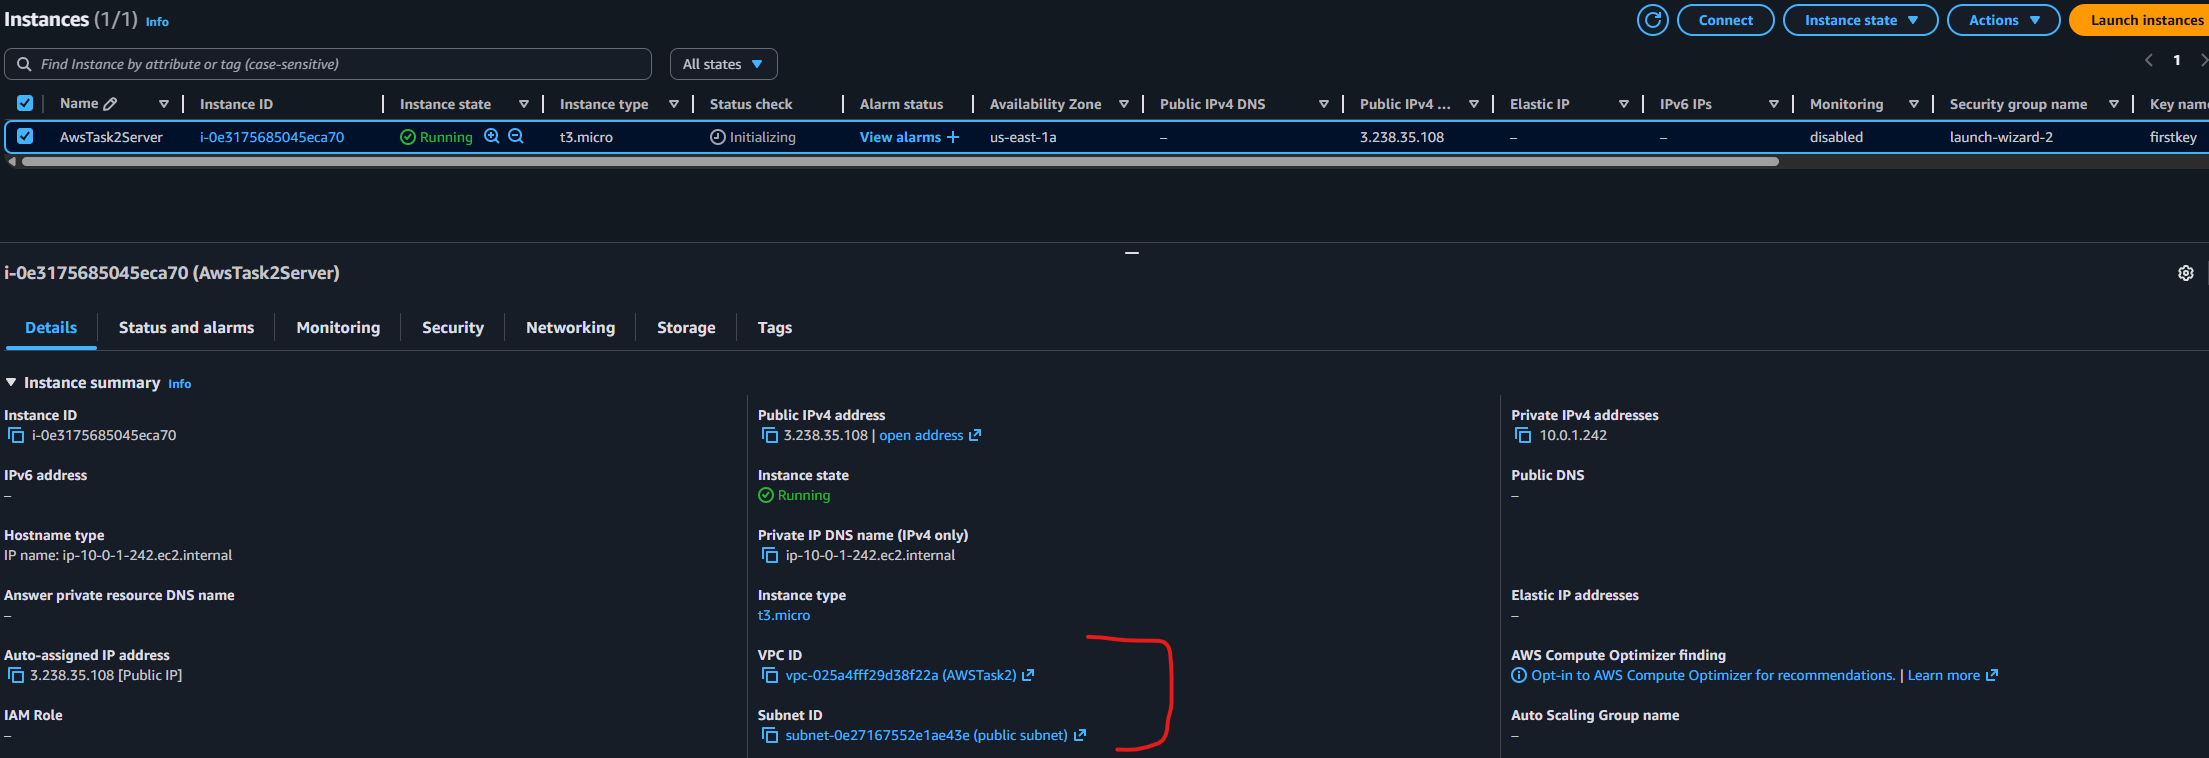 Instances (1/1) Info
Connect Instance state Actions Launch instances
Find Instance by attribute or tag (case-sensitive) All states 1
Name Instance ID Instance state Instance type Status check Alarm status Availability Zone Public IPv4 DNS Public IPv4 ... Elastic IP IPv6 IPs Monitoring Security group name Key name
AwsTask2Server i-0e3175685045eca70 Running t3.micro Initializing View alarms + us-east-1a – 3.238.35.108 – – disabled launch-wizard-2 firstkey
i-0e3175685045eca70 (AwsTask2Server)
Details Status and alarms Monitoring Security Networking Storage Tags
Instance summary Info
Instance ID Public IPv4 address Private IPv4 addresses
i-0e3175685045eca70 3.238.35.108 | open address 10.0.1.242
IPv6 address Instance state Public DNS
– Running –
Hostname type Private IP DNS name (IPv4 only)
IP name: ip-10-0-1-242.ec2.internal ip-10-0-1-242.ec2.internal
Answer private resource DNS name Instance type Elastic IP addresses
– t3.micro –
Auto-assigned IP address VPC ID AWS Compute Optimizer finding
3.238.35.108 [Public IP] vpc-025a4fff29d38f22a (AWSTask2) Opt-in to AWS Compute Optimizer for recommendations. | Learn more
IAM Role Subnet ID Auto Scaling Group name
– subnet-0e27167552e1ae43e (public subnet) –